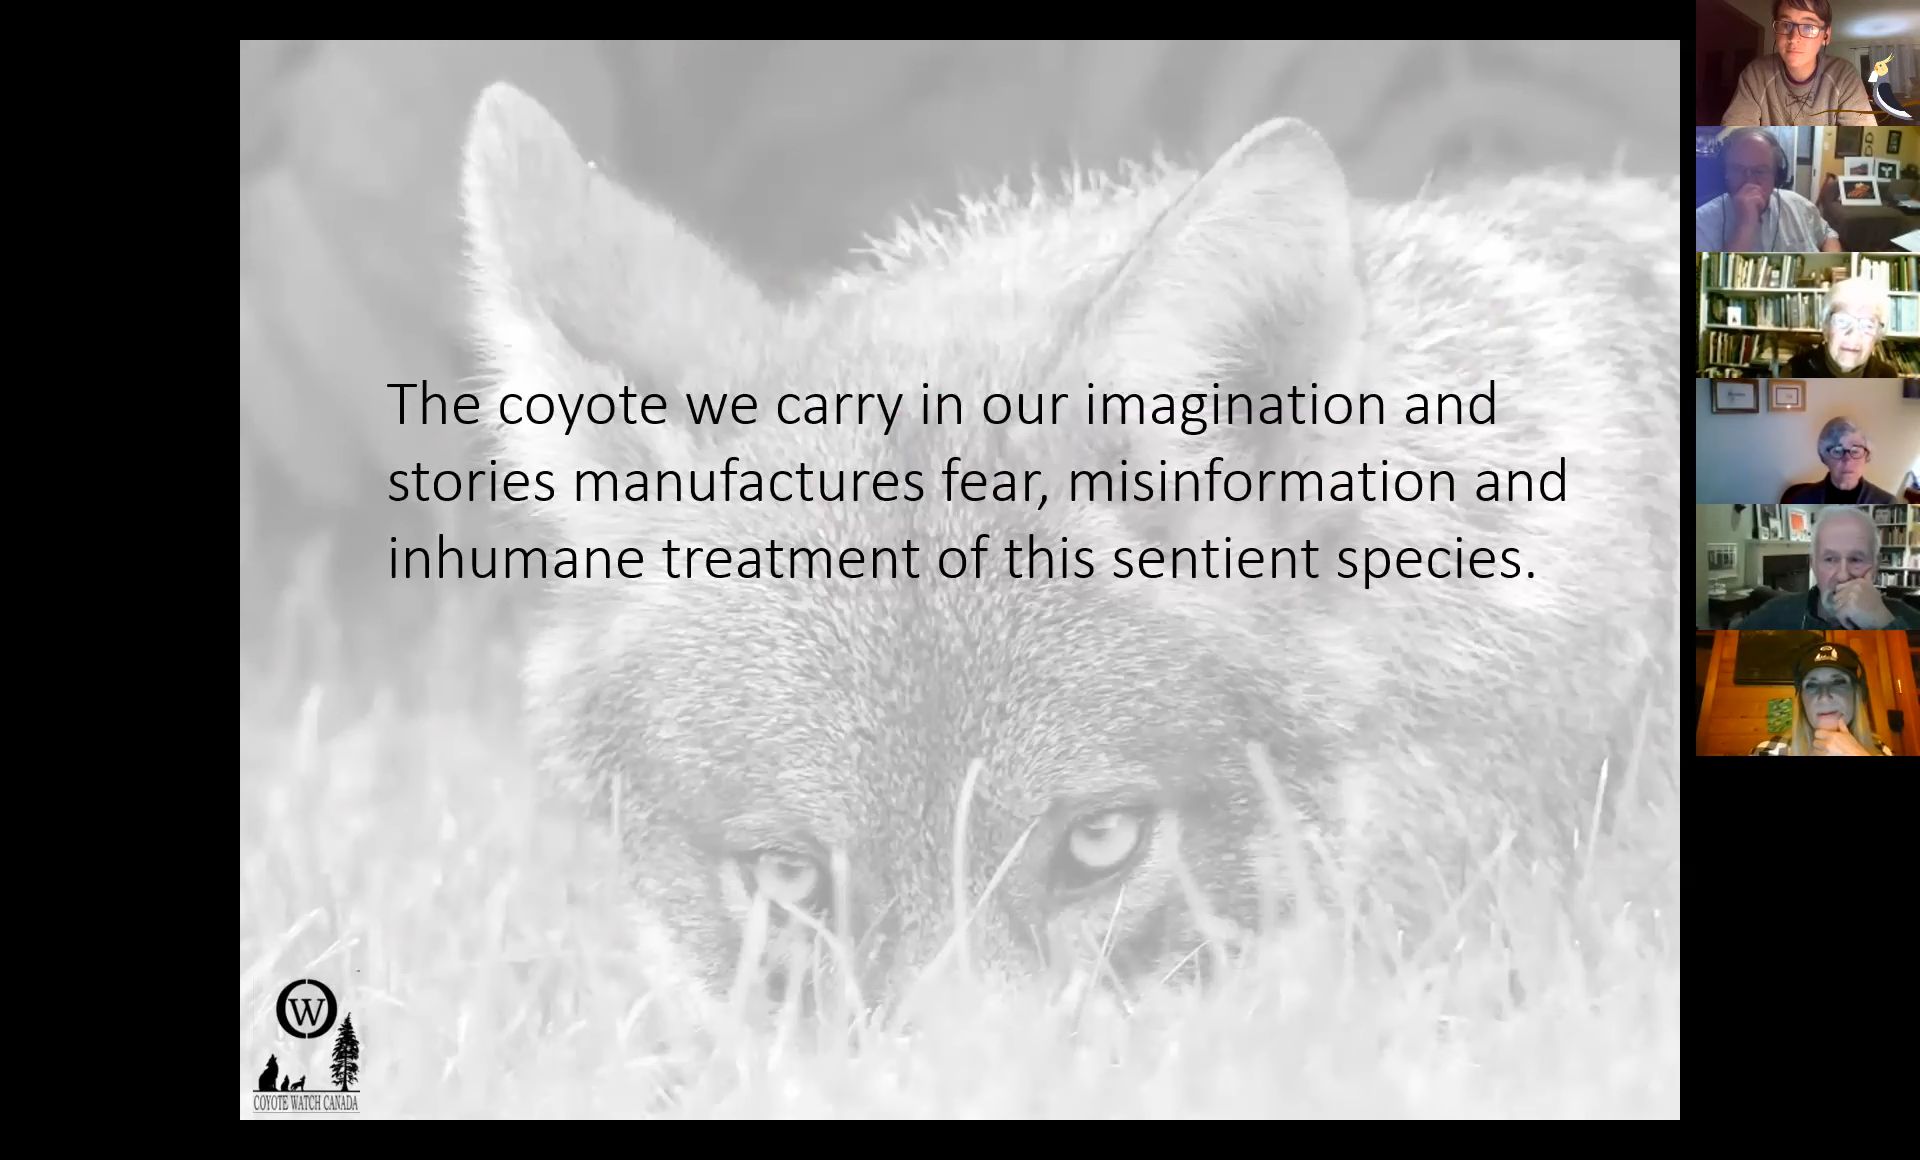 The coyote we carry in our imagination and
stories manufactures fear, misinformation and
inhumane treatment of this sentient species.
OW
COYOTE WATCH CANADA